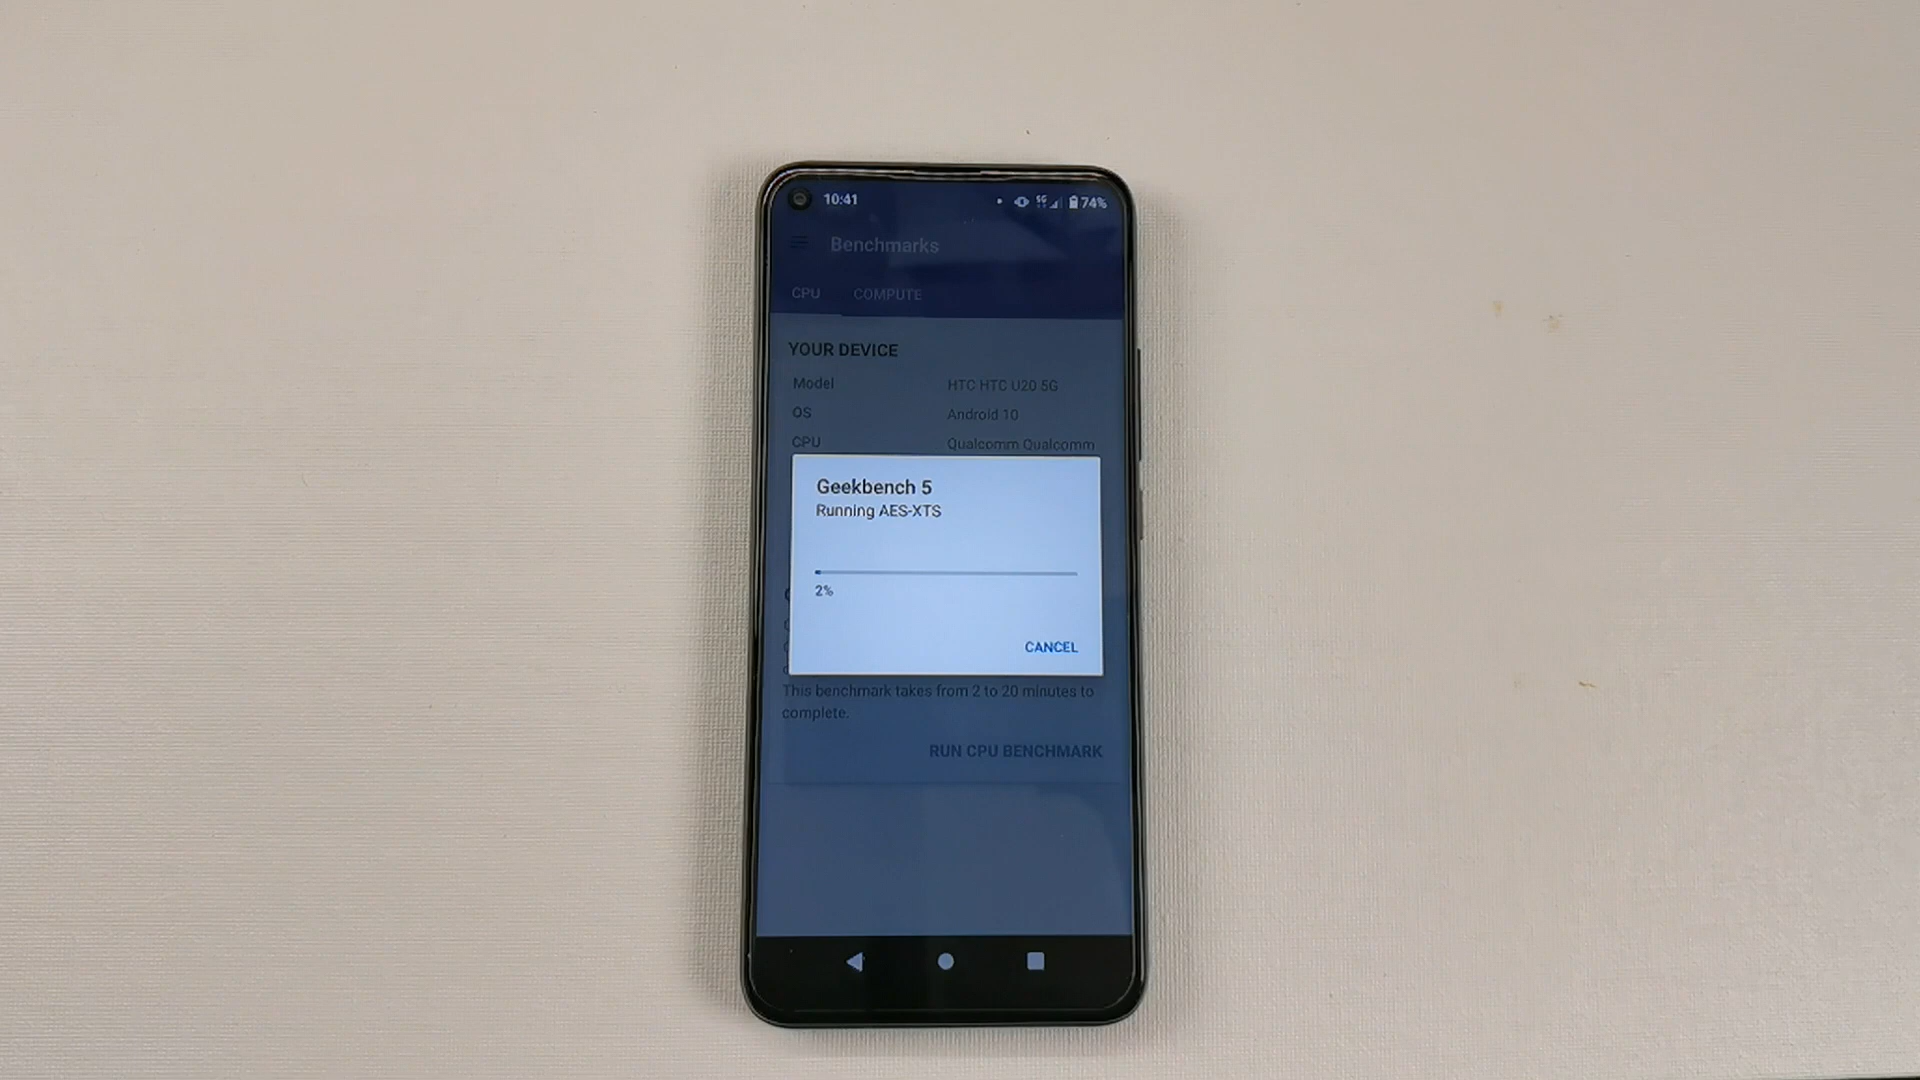 10:41
5G 74%
Benchmarks
CPU COMPUTE
YOUR DEVICE
Model HTC HTC U20 5G
OS Android 10
CPU Qualcomm Qualcomm
Geekbench 5
Running AES-XTS
2%
CANCEL
This benchmark takes from 2 to 20 minutes to
complete.
RUN CPU BENCHMARK